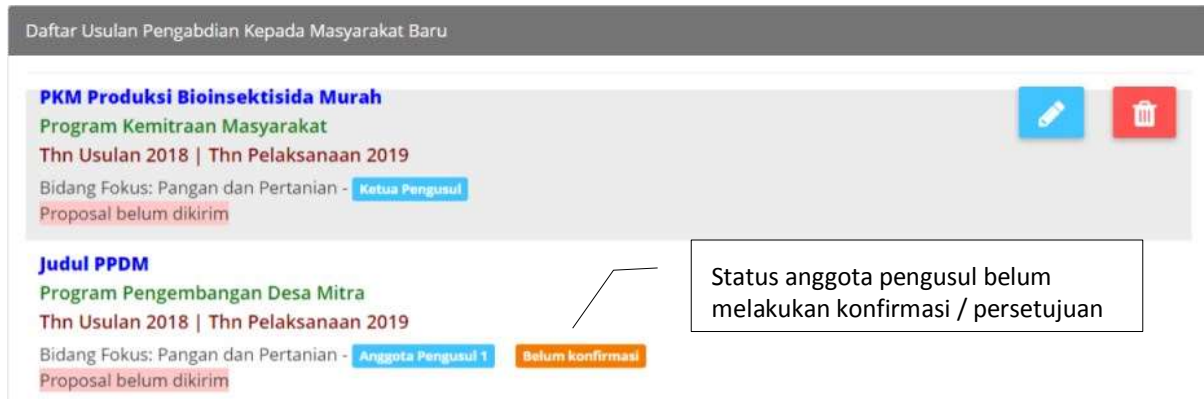 Daftar Usulan Pengabdian Kepada Masyarakat Baru
PKM Produksi Bioinsektisida Murah
Program Kemitraan Masyarakat
Thn Usulan 2018 | Thn Pelaksanaan 2019
Bidang Fokus: Pangan dan Pertanian - Ketua Pengusul
Proposal belum dikirim
Judul PPDM
Program Pengembangan Desa Mitra
Thn Usulan 2018 | Thn Pelaksanaan 2019
Bidang Fokus: Pangan dan Pertanian - Anggota Pengusul 1 Belum konfirmasi
Proposal belum dikirim
Status anggota pengusul belum
melakukan konfirmasi / persetujuan